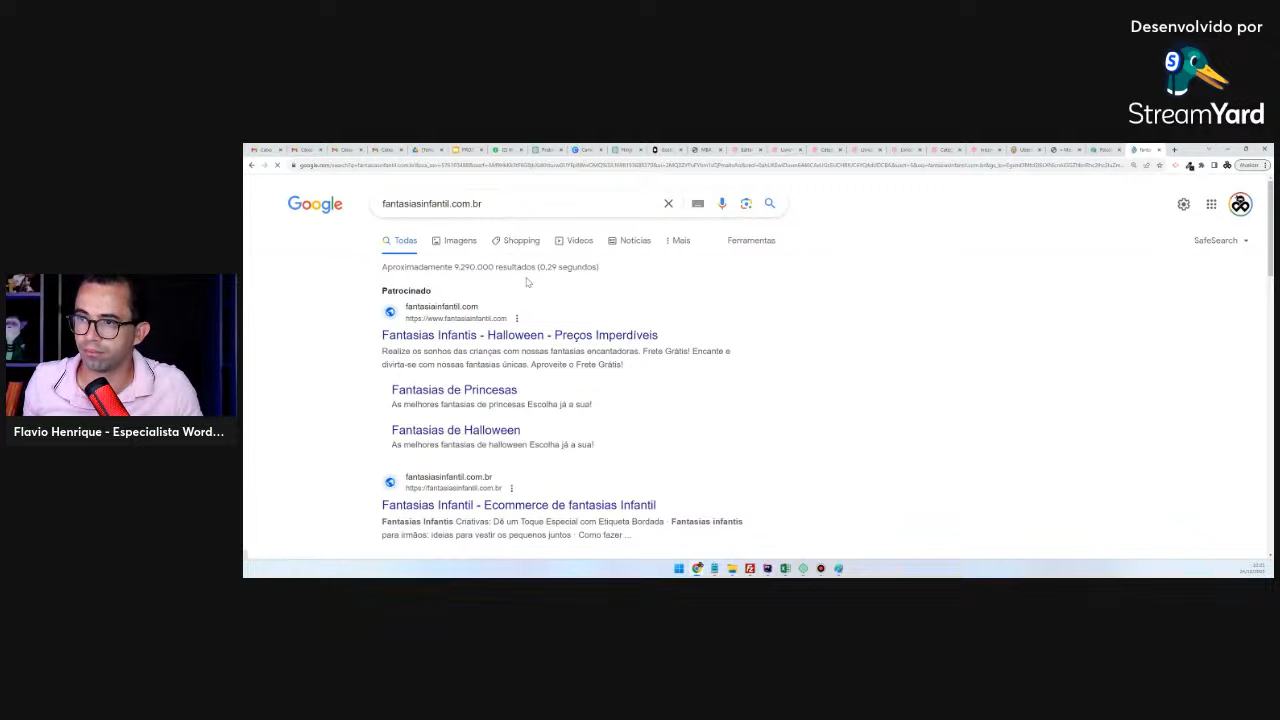 Desenvolvido por
StreamYard
Google
fantasiasinfantil.com.br
Todas
Imagens
Shopping
Vídeos
Notícias
Mais
Ferramentas
SafeSearch
Aproximadamente 9.290.000 resultados (0,29 segundos)
Patrocinado
fantasiainfantil.com
https://www.fantasiainfantil.com
Fantasias Infantis - Halloween - Preços Imperdíveis
Realize os sonhos das crianças com nossas fantasias encantadoras. Frete Grátis! Encante e
divirta-se com nossas fantasias únicas. Aproveite o Frete Grátis!
Fantasias de Princesas
As melhores fantasias de princesas Escolha já a sua!
Fantasias de Halloween
As melhores fantasias de halloween Escolha já a sua!
fantasiasinfantil.com.br
https://fantasiasinfantil.com.br
Fantasias Infantil - Ecommerce de fantasias Infantil
Fantasias Infantis Criativas: Dê um Toque Especial com Etiqueta Bordada · Fantasias infantis
para irmãos: ideias para vestir os pequenos juntos · Como fazer ...
Flavio Henrique - Especialista Word...